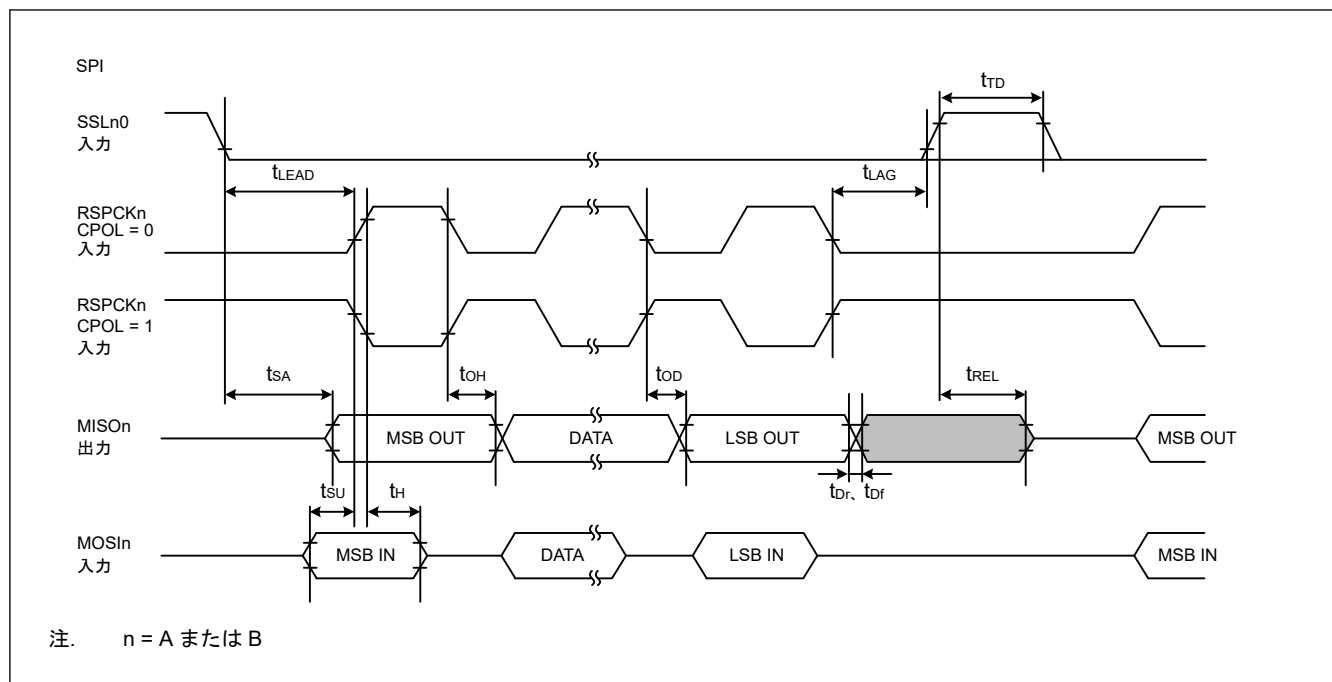 SPI
tTD
SSLn0
入力
tLEAD
tLAG
RSPCKn
CPOL = 0
入力
RSPCKn
CPOL = 1
入力
tSA
tOH
tOD
tREL
MISOn
出力
MSB OUT
DATA
LSB OUT
MSB OUT
tSU
tH
tDr、tDf
MOSIn
入力
MSB IN
DATA
LSB IN
MSB IN
注. n = A または B